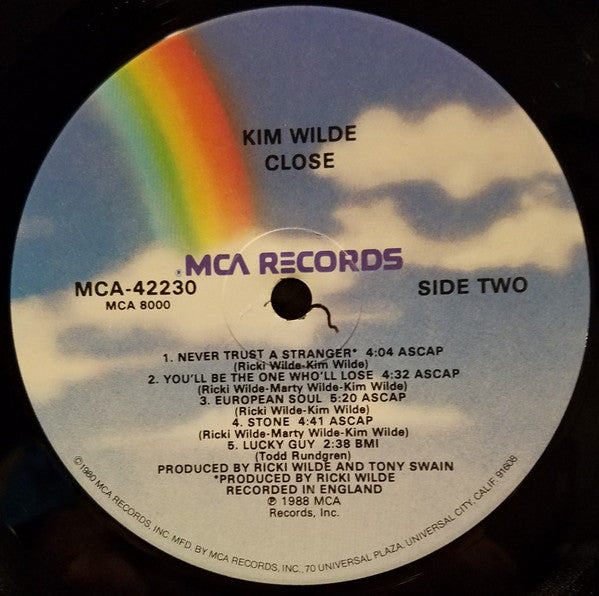 KIM WILDE
CLOSE
®MCA RECORDS
MCA-42230
SIDE TWO
MCA 8000
1. NEVER TRUST A STRANGER* 4:04 ASCAP
(Ricki Wilde-Kim Wilde)
2. YOU'LL BE THE ONE WHO'LL LOSE 4:32 ASCAP
(Ricki Wilde-Marty Wilde-Kim Wilde)
3. EUROPEAN SOUL 5:20 ASCAP
(Ricki Wilde-Kim Wilde)
4. STONE 4:41 ASCAP
(Ricki Wilde-Marty Wilde-Kim Wilde)
5. LUCKY GUY 2:38 BMI
(Todd Rundgren)
PRODUCED BY RICKI WILDE AND TONY SWAIN
*PRODUCED BY RICKI WILDE
RECORDED IN ENGLAND
℗ 1988 MCA
Records, Inc.
©1980 MCA RECORDS, INC. MFD. BY MCA RECORDS, INC., 70 UNIVERSAL PLAZA, UNIVERSAL CITY, CALIF. 91608